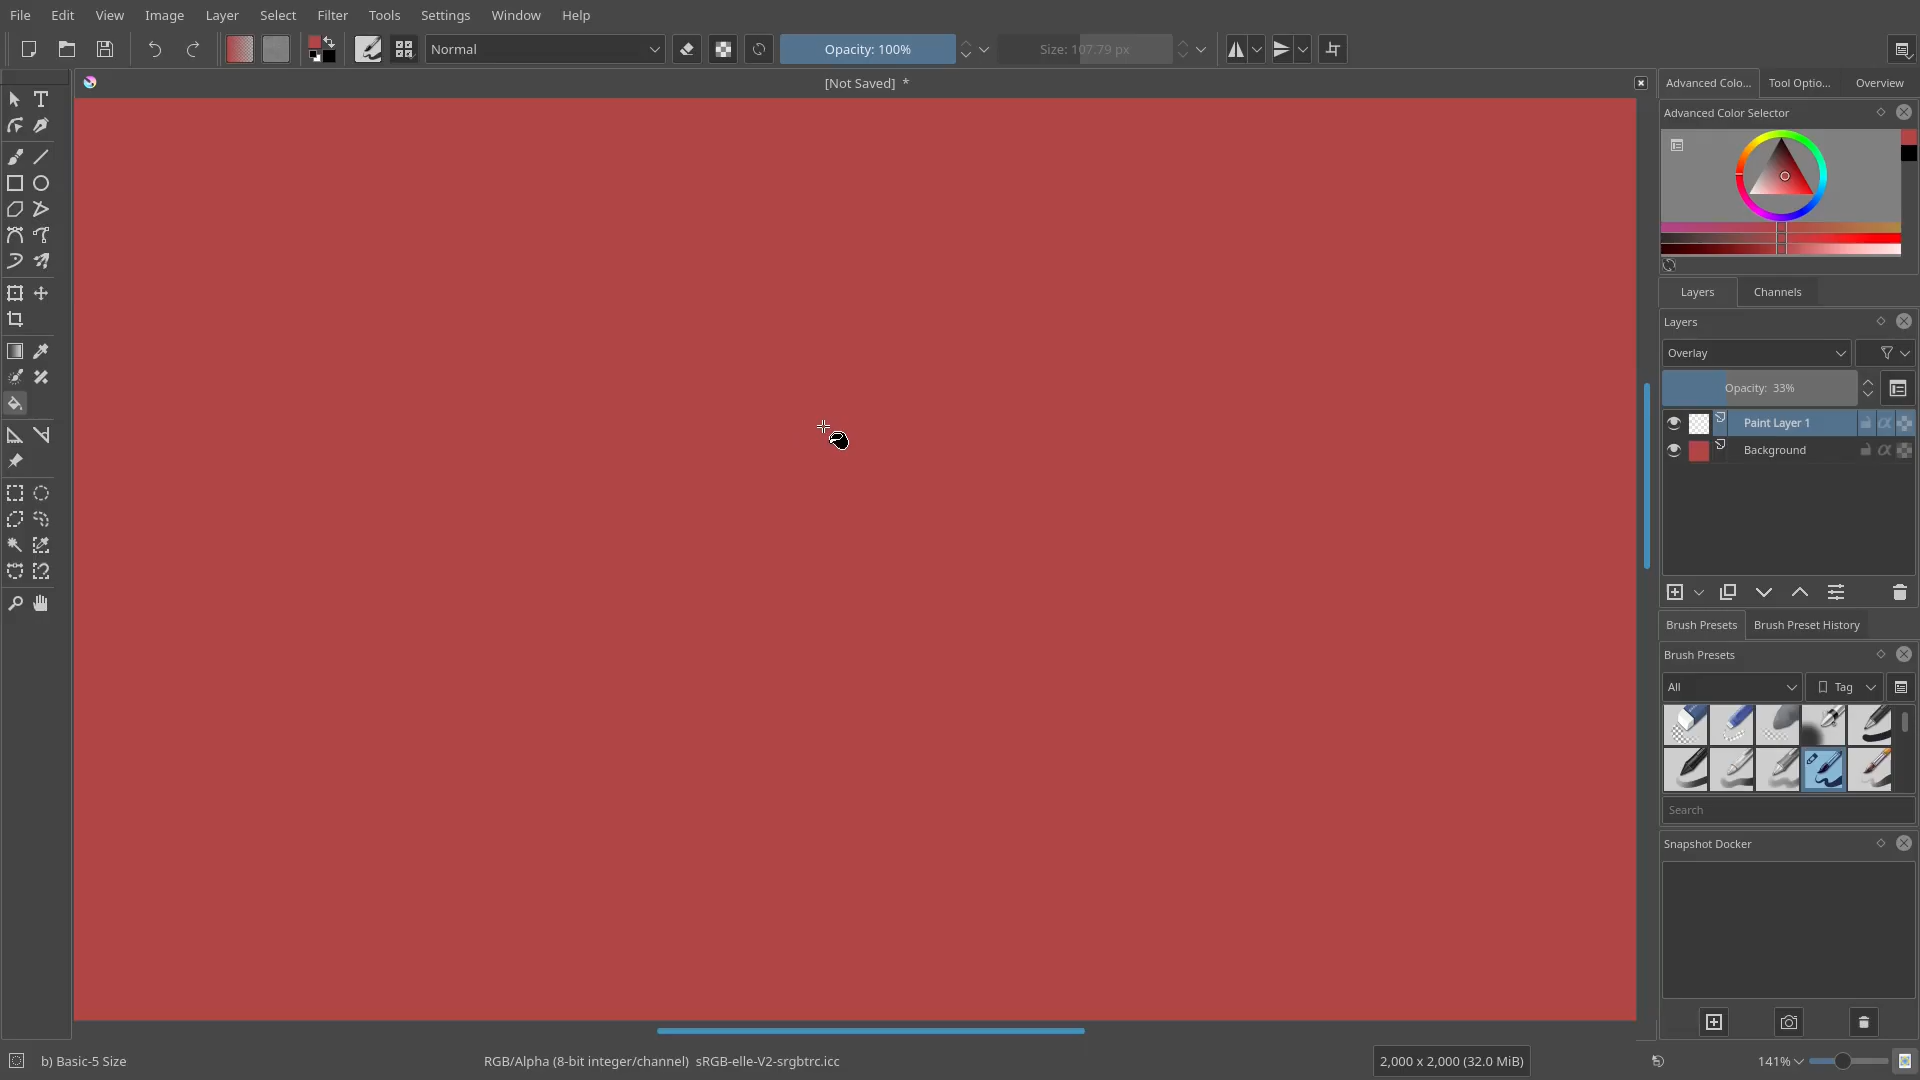 File Edit View Image Layer Select Filter Tools Settings Window Help
Normal Opacity: 100% Size: 107.79 px
[Not Saved] *
Advanced Colo... Tool Optio... Overview
Advanced Color Selector
Layers Channels
Layers
Overlay
Opacity: 33%
Paint Layer 1
Background
Brush Presets Brush Preset History
Brush Presets
All Tag
Search
Snapshot Docker
b) Basic-5 Size RGB/Alpha (8-bit integer/channel) sRGB-elle-V2-srgbtrc.icc 2,000 x 2,000 (32.0 MiB) 141%